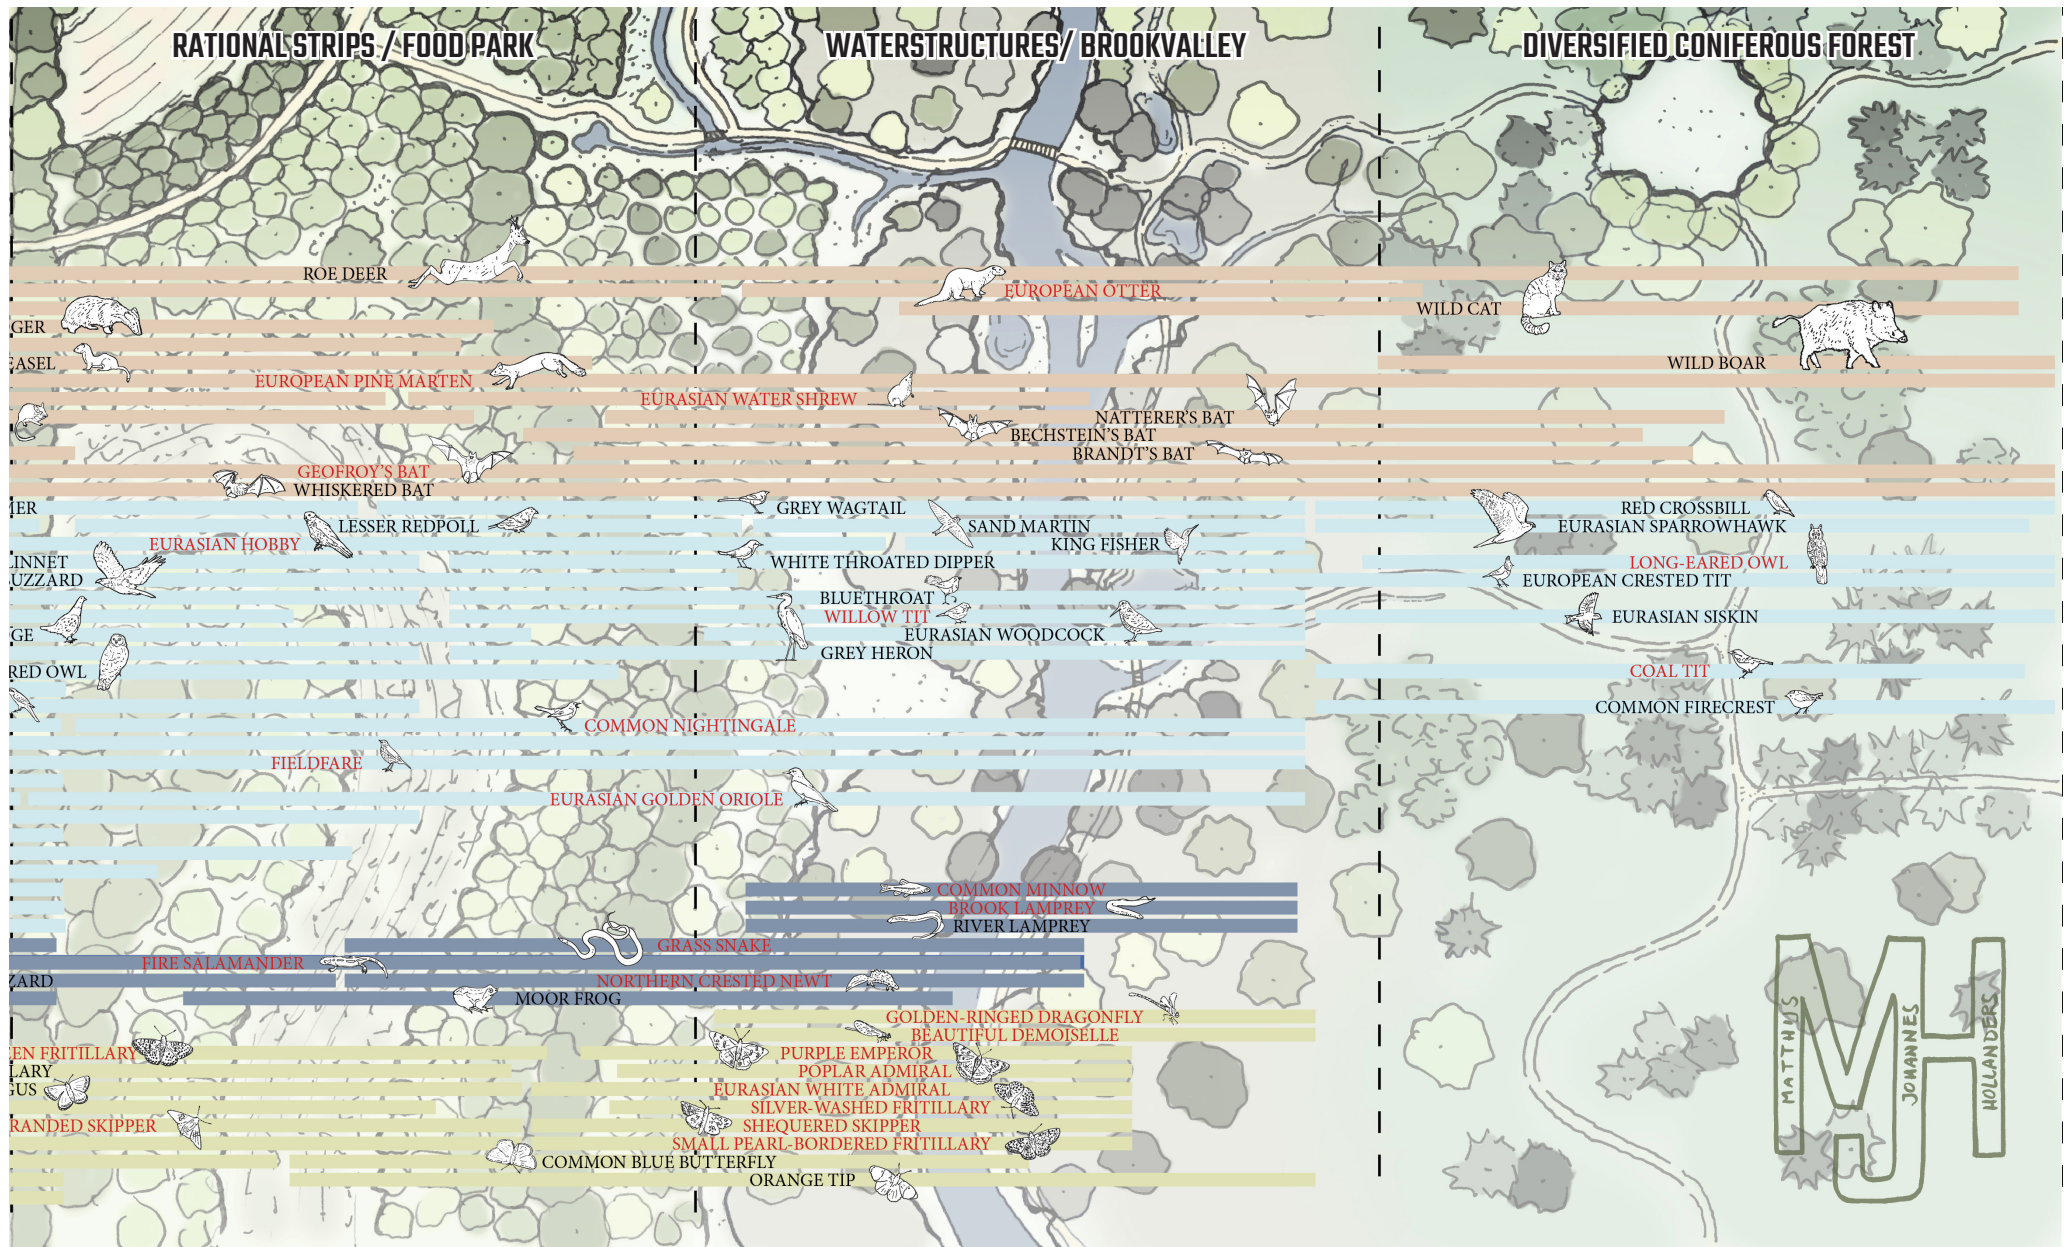 RATIONAL STRIPS / FOOD PARK
WATERSTRUCTURES/ BROOKVALLEY
DIVERSIFIED CONIFEROUS FOREST
ROE DEER
EUROPEAN OTTER
WILD CAT
GER
EASEL
WILD BOAR
EUROPEAN PINE MARTEN
EURASIAN WATER SHREW
NATTERER'S BAT
BECHSTEIN'S BAT
BRANDT'S BAT
GEOFROY'S BAT
WHISKERED BAT
MER
GREY WAGTAIL
RED CROSSBILL
LESSER REDPOLL
SAND MARTIN
EURASIAN SPARROWHAWK
EURASIAN HOBBY
KING FISHER
LINNET
WHITE THROATED DIPPER
LONG-EARED OWL
BUZZARD
EUROPEAN CRESTED TIT
BLUETHROAT
WILLOW TIT
EURASIAN SISKIN
GE
EURASIAN WOODCOCK
GREY HERON
RED OWL
COAL TIT
COMMON FIRECREST
COMMON NIGHTINGALE
FIELDFARE
EURASIAN GOLDEN ORIOLE
COMMON MINNOW
BROOK LAMPREY
RIVER LAMPREY
GRASS SNAKE
FIRE SALAMANDER
ZARD
NORTHERN CRESTED NEWT
MOOR FROG
GOLDEN-RINGED DRAGONFLY
BEAUTIFUL DEMOISELLE
EEN FRITILLARY
PURPLE EMPEROR
LARY
POPLAR ADMIRAL
GUS
EURASIAN WHITE ADMIRAL
SILVER-WASHED FRITILLARY
RANDED SKIPPER
SHEQUERED SKIPPER
SMALL PEARL-BORDERED FRITILLARY
COMMON BLUE BUTTERFLY
ORANGE TIP
MJH
MATTHIJS
JOHANNES
HOLLANDERS